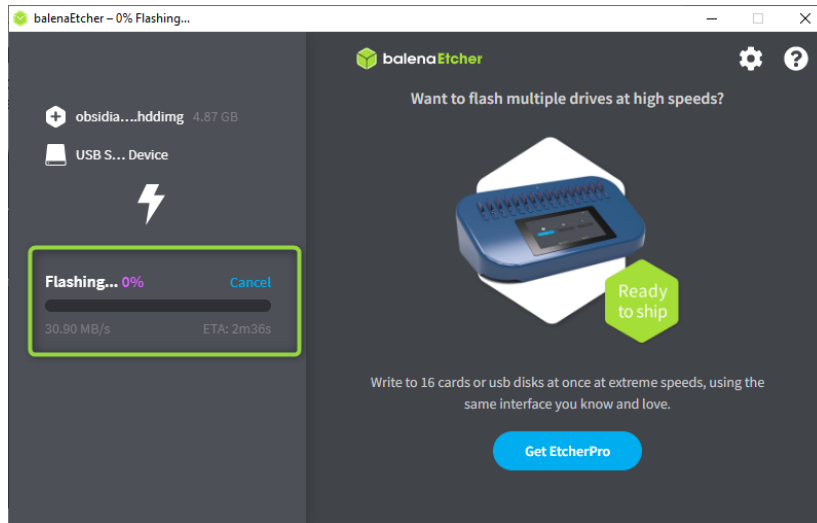 balenaEtcher – 0% Flashing...
balenaEtcher
Want to flash multiple drives at high speeds?
obsidia....hddimg 4.87 GB
USB S... Device
Flashing... 0% Cancel
30.90 MB/s ETA: 2m36s
Ready
to ship
Write to 16 cards or usb disks at once at extreme speeds, using the
same interface you know and love.
Get EtcherPro